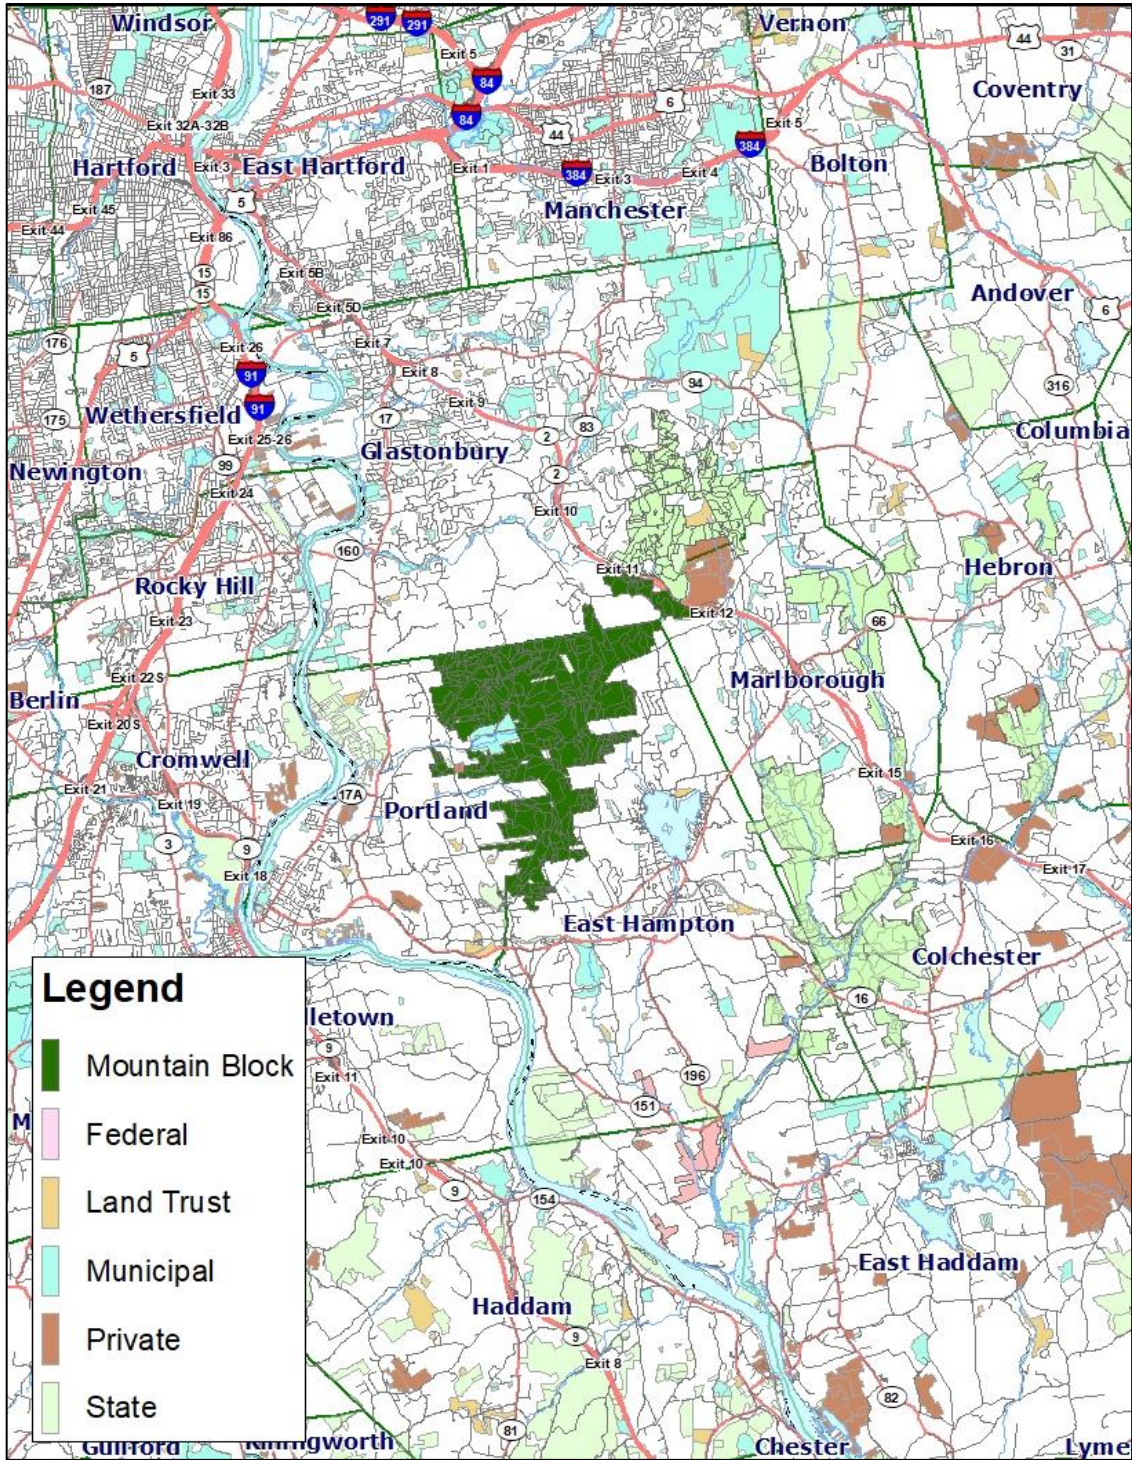 Windsor
291
291
Vernon
Exit 5
44
31
84
187
Exit 33
Coventry
6
84
Exit 32A-32B
44
Exit 5
384
Hartford
Exit 3
East Hartford
Exit 1
384
Exit 3
Exit 4
Bolton
5
Exit 45
Manchester
Exit 44
Exit 86
15
Exit 5B
15
Andover
Exit 5D
6
176
5
Exit 26
Exit 7
91
Exit 8
94
316
Exit 9
91
Wethersfield
175
17
83
2
Columbia
Exit 25-26
Glastonbury
99
Newington
2
Exit 24
Exit 10
160
Exit 11
Hebron
Rocky Hill
Exit 12
Exit 23
66
Exit 22S
Marlborough
Berlin
Exit 20S
Cromwell
Exit 15
Exit 21
17A
Exit 19
Portland
3
9
Exit 16
Exit 18
Exit 17
East Hampton
Colchester
Legend
16
lletown
9
Mountain Block
Exit 11
196
151
M
Federal
Exit 10
Exit 10
9
154
Land Trust
Municipal
East Haddam
Haddam
Private
9
Exit 8
State
82
81
Guilford
Killingworth
Chester
Lyme